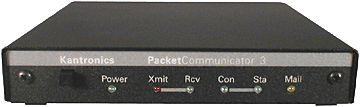 Kantronics PacketCommunicator 3
Power Xmit Rcv Con Sta Mail